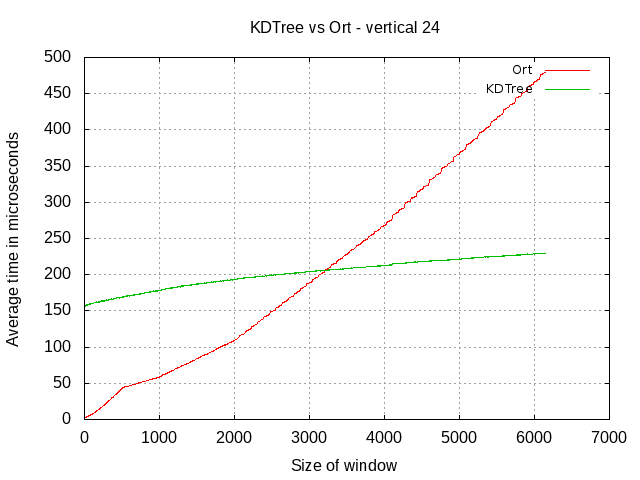 KDTree vs Ort - vertical 24
Ort
KDTree
500
450
400
350
300
250
200
150
100
50
0
Average time in microseconds
0 1000 2000 3000 4000 5000 6000 7000
Size of window